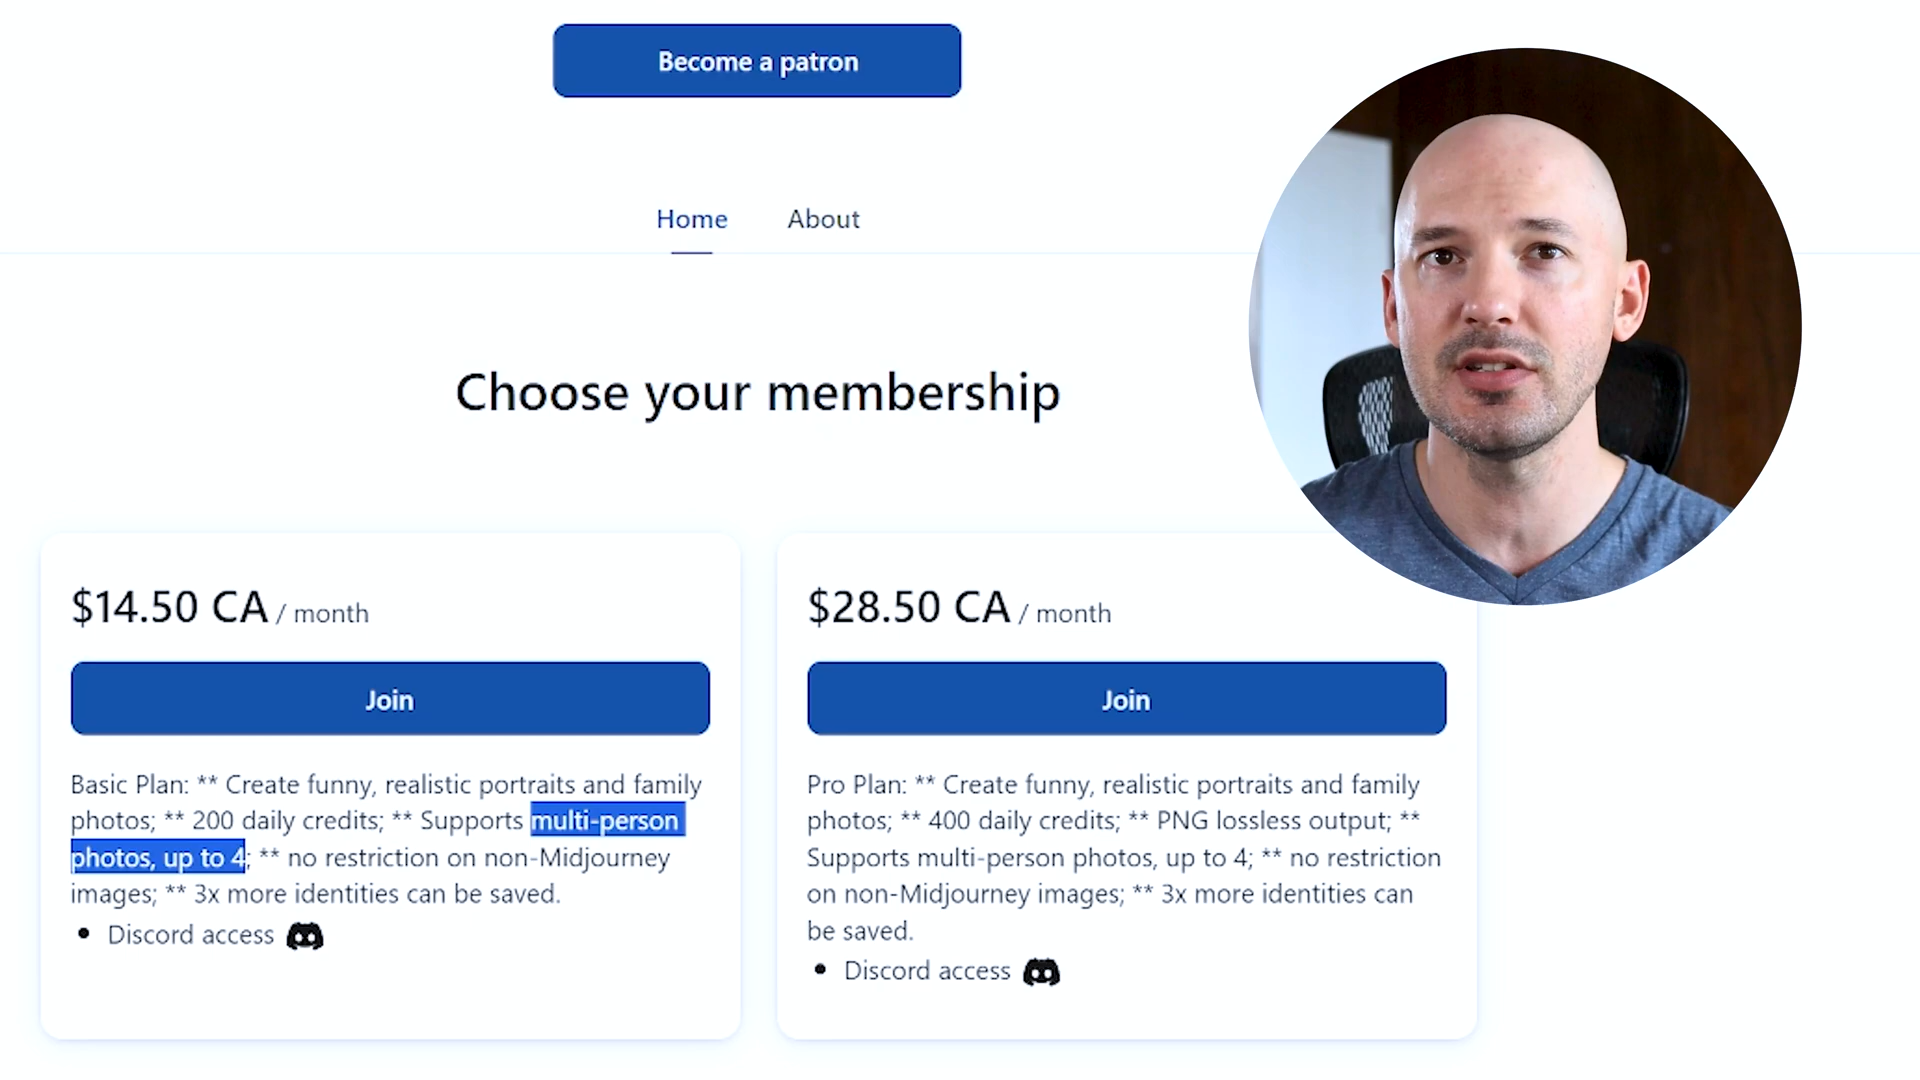 Become a patron
Home About
Choose your membership
$14.50 CA / month
Join
Basic Plan: ** Create funny, realistic portraits and family
photos; ** 200 daily credits; ** Supports multi-person
photos, up to 4; ** no restriction on non-Midjourney
images; ** 3x more identities can be saved.
• Discord access
$28.50 CA / month
Join
Pro Plan: ** Create funny, realistic portraits and family
photos; ** 400 daily credits; ** PNG lossless output; **
Supports multi-person photos, up to 4; ** no restriction
on non-Midjourney images; ** 3x more identities can
be saved.
• Discord access